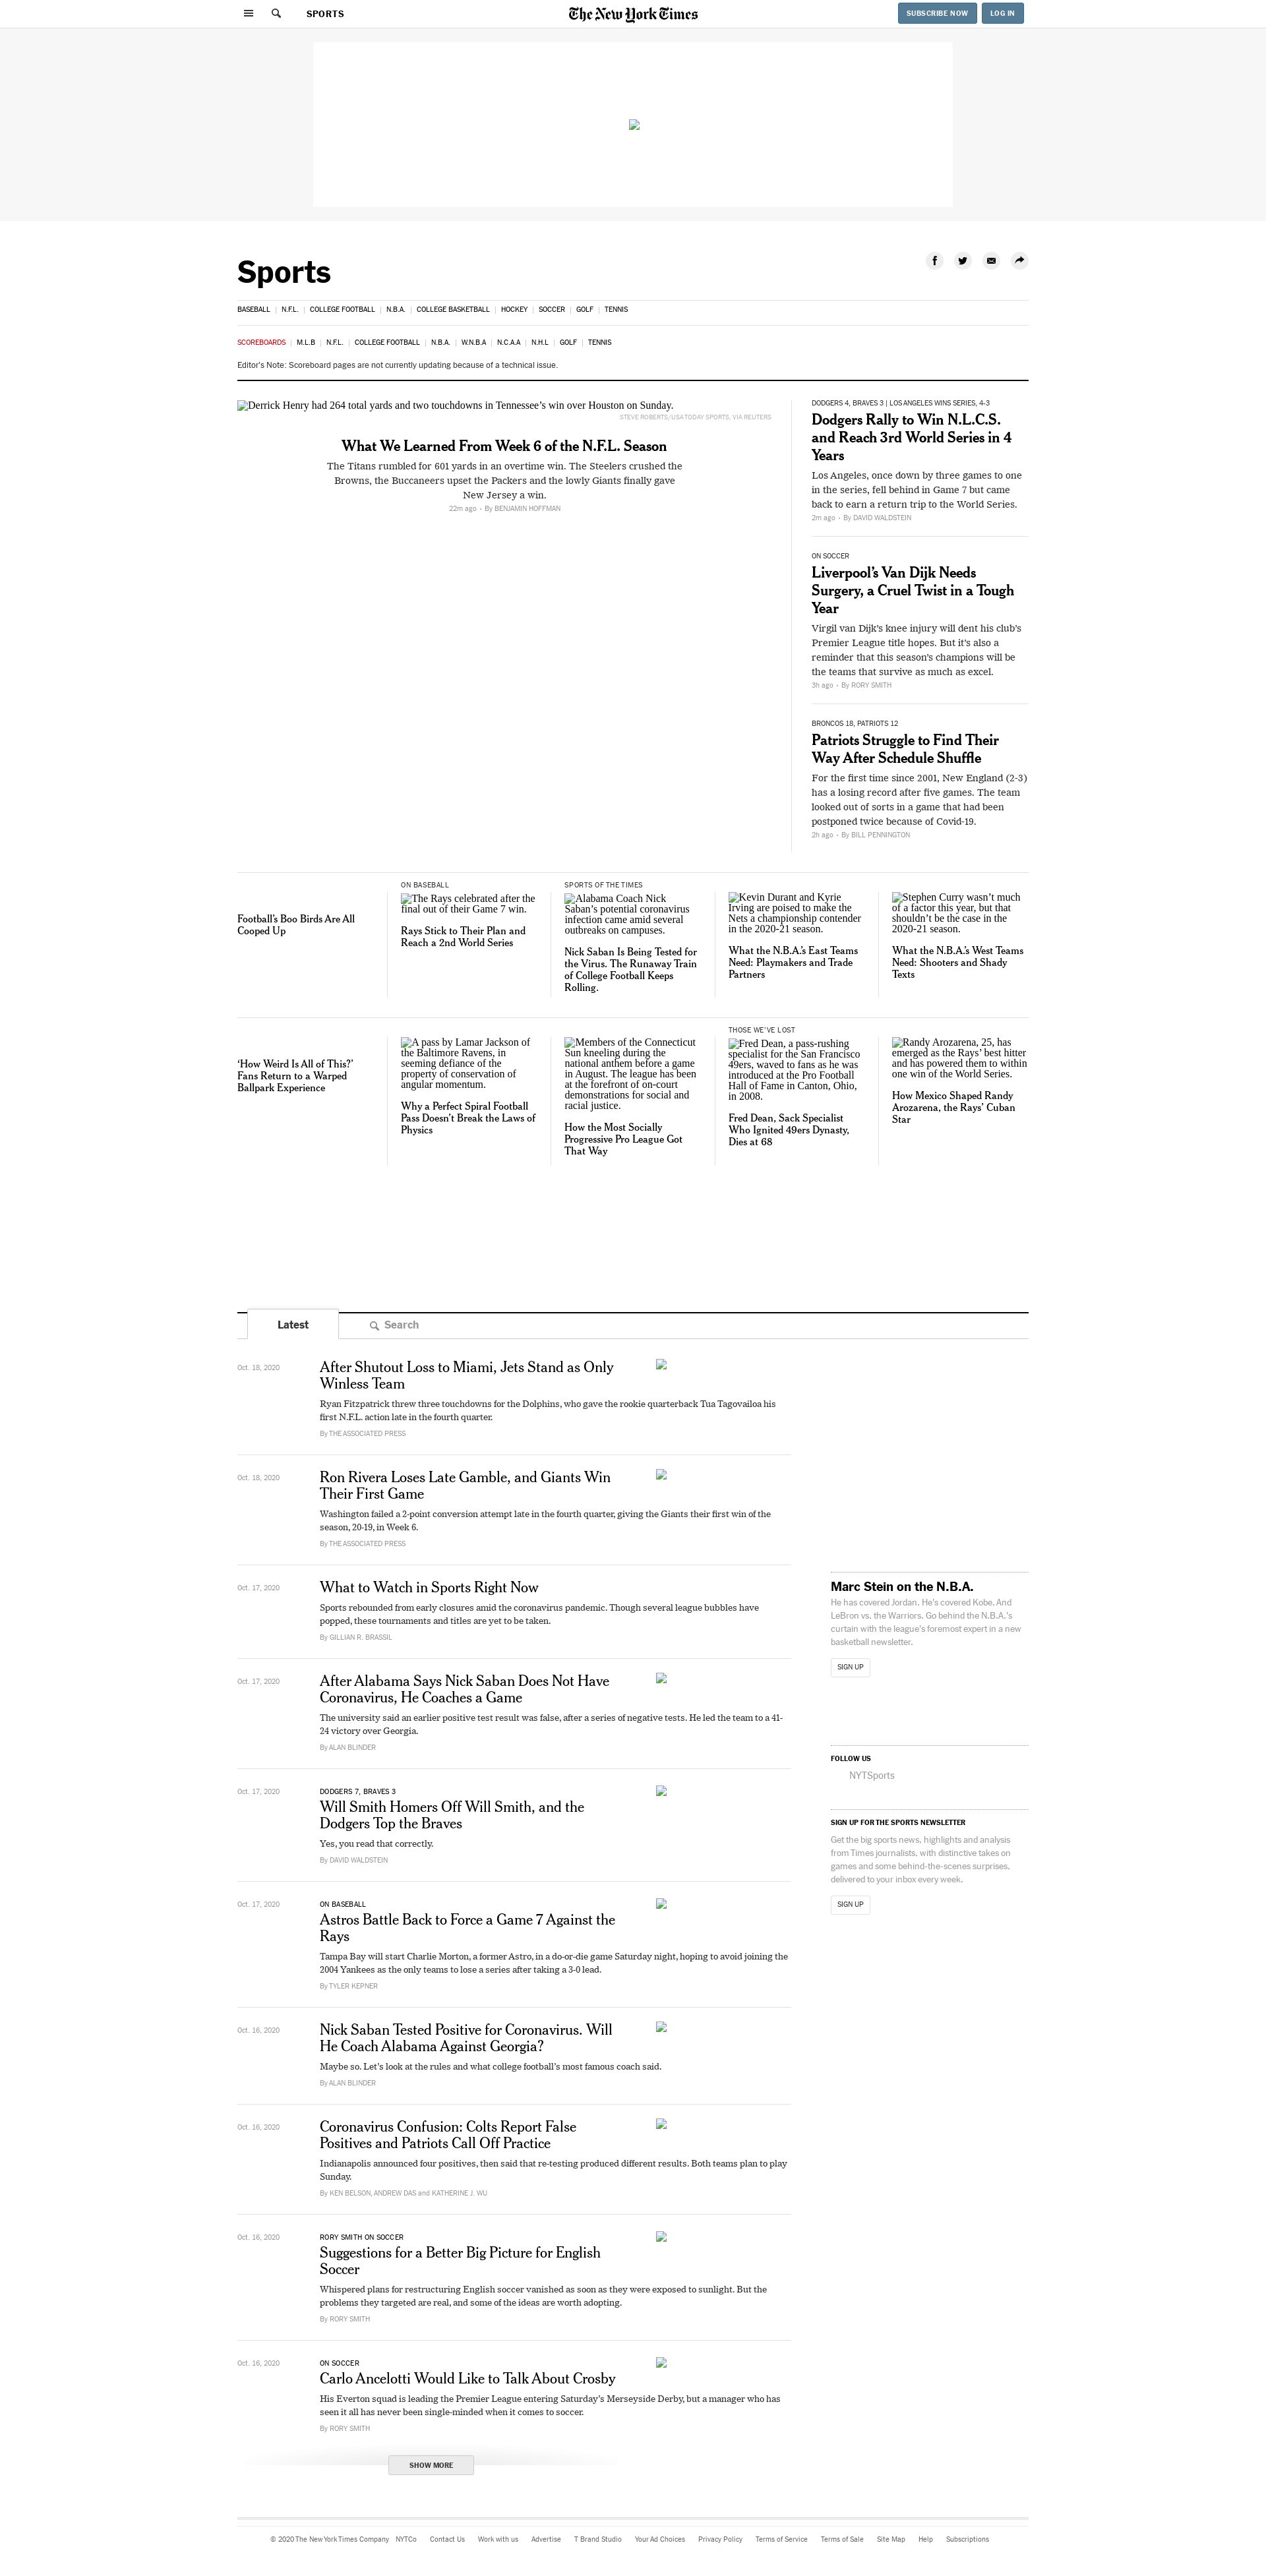 SPORTS
The New York Times
SUBSCRIBE NOW
LOG IN
Sports
BASEBALL | N.F.L. | COLLEGE FOOTBALL | N.B.A. | COLLEGE BASKETBALL | HOCKEY | SOCCER | GOLF | TENNIS
SCOREBOARDS | M.L.B | N.F.L. | COLLEGE FOOTBALL | N.B.A. | W.N.B.A | N.C.A.A | N.H.L | GOLF | TENNIS
Editor's Note: Scoreboard pages are not currently updating because of a technical issue.
Derrick Henry had 264 total yards and two touchdowns in Tennessee’s win over Houston on Sunday.
STEVE ROBERTS/USA TODAY SPORTS, VIA REUTERS
What We Learned From Week 6 of the N.F.L. Season
The Titans rumbled for 601 yards in an overtime win. The Steelers crushed the
Browns, the Buccaneers upset the Packers and the lowly Giants finally gave
New Jersey a win.
22m ago • By BENJAMIN HOFFMAN
DODGERS 4, BRAVES 3 | LOS ANGELES WINS SERIES, 4-3
Dodgers Rally to Win N.L.C.S.
and Reach 3rd World Series in 4
Years
Los Angeles, once down by three games to one
in the series, fell behind in Game 7 but came
back to earn a return trip to the World Series.
2m ago • By DAVID WALDSTEIN
ON SOCCER
Liverpool’s Van Dijk Needs
Surgery, a Cruel Twist in a Tough
Year
Virgil van Dijk’s knee injury will dent his club’s
Premier League title hopes. But it’s also a
reminder that this season’s champions will be
the teams that survive as much as excel.
3h ago • By RORY SMITH
BRONCOS 18, PATRIOTS 12
Patriots Struggle to Find Their
Way After Schedule Shuffle
For the first time since 2001, New England (2-3)
has a losing record after five games. The team
looked out of sorts in a game that had been
postponed twice because of Covid-19.
2h ago • By BILL PENNINGTON
Football’s Boo Birds Are All
Cooped Up
ON BASEBALL
The Rays celebrated after the
final out of their Game 7 win.
Rays Stick to Their Plan and
Reach a 2nd World Series
SPORTS OF THE TIMES
Alabama Coach Nick
Saban’s potential coronavirus
infection came amid several
outbreaks on campuses.
Nick Saban Is Being Tested for
the Virus. The Runaway Train
of College Football Keeps
Rolling.
Kevin Durant and Kyrie
Irving are poised to make the
Nets a championship contender
in the 2020-21 season.
What the N.B.A.’s East Teams
Need: Playmakers and Trade
Partners
Stephen Curry wasn’t much
of a factor this year, but that
shouldn’t be the case in the
2020-21 season.
What the N.B.A.’s West Teams
Need: Shooters and Shady
Texts
‘How Weird Is All of This?’
Fans Return to a Warped
Ballpark Experience
A pass by Lamar Jackson of
the Baltimore Ravens, in
seeming defiance of the
property of conservation of
angular momentum.
Why a Perfect Spiral Football
Pass Doesn’t Break the Laws of
Physics
Members of the Connecticut
Sun kneeling during the
national anthem before a game
in August. The league has been
at the forefront of on-court
demonstrations for social and
racial justice.
How the Most Socially
Progressive Pro League Got
That Way
THOSE WE’VE LOST
Fred Dean, a pass-rushing
specialist for the San Francisco
49ers, waved to fans as he was
introduced at the Pro Football
Hall of Fame in Canton, Ohio,
in 2008.
Fred Dean, Sack Specialist
Who Ignited 49ers Dynasty,
Dies at 68
Randy Arozarena, 25, has
emerged as the Rays’ best hitter
and has powered them to within
one win of the World Series.
How Mexico Shaped Randy
Arozarena, the Rays’ Cuban
Star
Latest
Search
Oct. 18, 2020
After Shutout Loss to Miami, Jets Stand as Only
Winless Team
Ryan Fitzpatrick threw three touchdowns for the Dolphins, who gave the rookie quarterback Tua Tagovailoa his
first N.F.L. action late in the fourth quarter.
By THE ASSOCIATED PRESS
Oct. 18, 2020
Ron Rivera Loses Late Gamble, and Giants Win
Their First Game
Washington failed a 2-point conversion attempt late in the fourth quarter, giving the Giants their first win of the
season, 20-19, in Week 6.
By THE ASSOCIATED PRESS
Oct. 17, 2020
What to Watch in Sports Right Now
Sports rebounded from early closures amid the coronavirus pandemic. Though several league bubbles have
popped, these tournaments and titles are yet to be taken.
By GILLIAN R. BRASSIL
Oct. 17, 2020
After Alabama Says Nick Saban Does Not Have
Coronavirus, He Coaches a Game
The university said an earlier positive test result was false, after a series of negative tests. He led the team to a 41-
24 victory over Georgia.
By ALAN BLINDER
Oct. 17, 2020
DODGERS 7, BRAVES 3
Will Smith Homers Off Will Smith, and the
Dodgers Top the Braves
Yes, you read that correctly.
By DAVID WALDSTEIN
Oct. 17, 2020
ON BASEBALL
Astros Battle Back to Force a Game 7 Against the
Rays
Tampa Bay will start Charlie Morton, a former Astro, in a do-or-die game Saturday night, hoping to avoid joining the
2004 Yankees as the only teams to lose a series after taking a 3-0 lead.
By TYLER KEPNER
Oct. 16, 2020
Nick Saban Tested Positive for Coronavirus. Will
He Coach Alabama Against Georgia?
Maybe so. Let’s look at the rules and what college football’s most famous coach said.
By ALAN BLINDER
Oct. 16, 2020
Coronavirus Confusion: Colts Report False
Positives and Patriots Call Off Practice
Indianapolis announced four positives, then said that re-testing produced different results. Both teams plan to play
Sunday.
By KEN BELSON, ANDREW DAS and KATHERINE J. WU
Oct. 16, 2020
RORY SMITH ON SOCCER
Suggestions for a Better Big Picture for English
Soccer
Whispered plans for restructuring English soccer vanished as soon as they were exposed to sunlight. But the
problems they targeted are real, and some of the ideas are worth adopting.
By RORY SMITH
Oct. 16, 2020
ON SOCCER
Carlo Ancelotti Would Like to Talk About Crosby
His Everton squad is leading the Premier League entering Saturday’s Merseyside Derby, but a manager who has
seen it all has never been single-minded when it comes to soccer.
By RORY SMITH
SHOW MORE
Marc Stein on the N.B.A.
He has covered Jordan. He’s covered Kobe. And
LeBron vs. the Warriors. Go behind the N.B.A.’s
curtain with the league’s foremost expert in a new
basketball newsletter.
SIGN UP
FOLLOW US
NYTSports
SIGN UP FOR THE SPORTS NEWSLETTER
Get the big sports news, highlights and analysis
from Times journalists, with distinctive takes on
games and some behind-the-scenes surprises,
delivered to your inbox every week.
SIGN UP
© 2020 The New York Times Company NYTCo Contact Us Work with us Advertise T Brand Studio Your Ad Choices Privacy Policy Terms of Service Terms of Sale Site Map Help Subscriptions